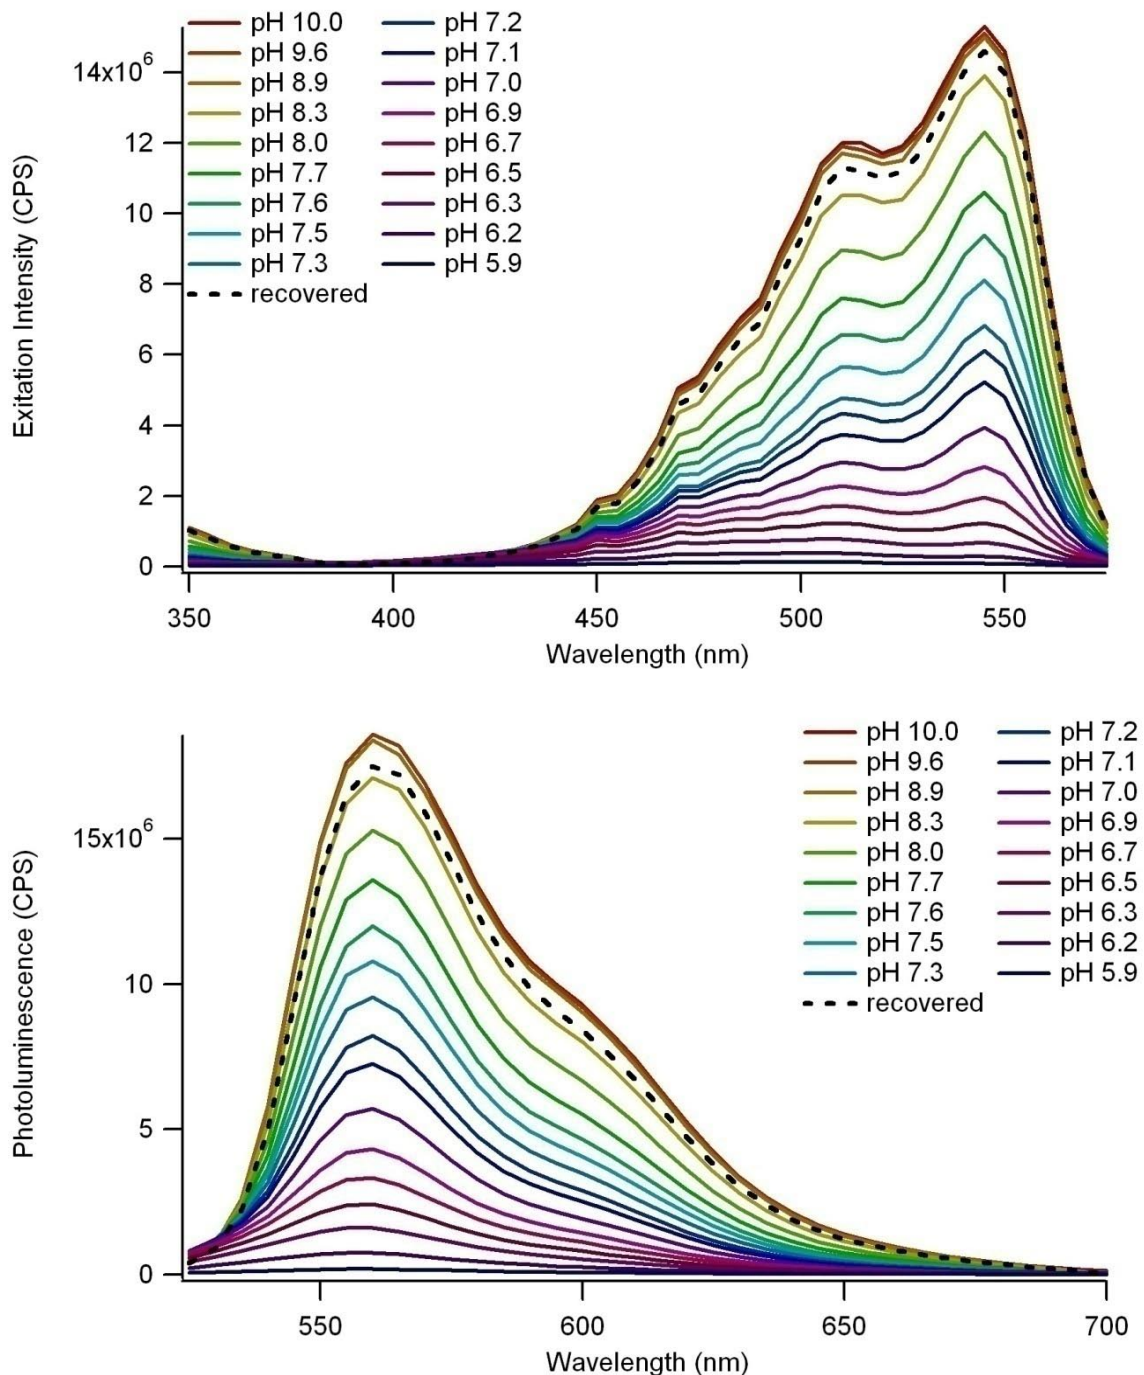 pH 10.0 pH 7.2
pH 9.6 pH 7.1
14x10⁶
pH 8.9 pH 7.0
pH 8.3 pH 6.9
12
pH 8.0 pH 6.7
pH 7.7 pH 6.5
10
pH 7.6 pH 6.3
pH 7.5 pH 6.2
pH 7.3 pH 5.9
8
recovered
6
4
2
0
Exitation Intensity (CPS)
350 400 450 500 550
Wavelength (nm)
pH 10.0 pH 7.2
pH 9.6 pH 7.1
pH 8.9 pH 7.0
pH 8.3 pH 6.9
15x10⁶
pH 8.0 pH 6.7
pH 7.7 pH 6.5
pH 7.6 pH 6.3
pH 7.5 pH 6.2
pH 7.3 pH 5.9
10
recovered
5
0
Photoluminescence (CPS)
550 600 650 700
Wavelength (nm)